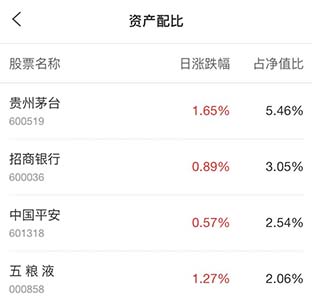 资产配比
股票名称 日涨跌幅 占净值比
贵州茅台 1.65% 5.46%
600519
招商银行 0.89% 3.05%
600036
中国平安 0.57% 2.54%
601318
五 粮 液 1.27% 2.06%
000858